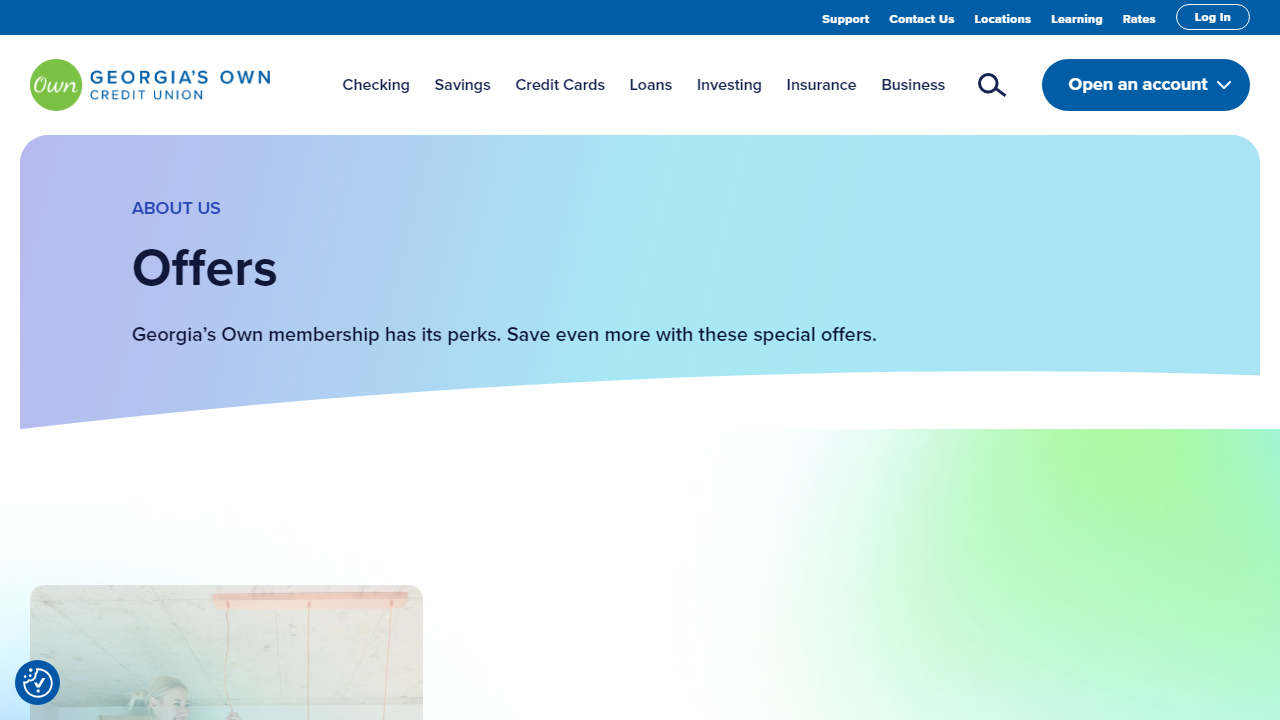 Support Contact Us Locations Learning Rates Log In
Own GEORGIA'S OWN
CREDIT UNION
Checking Savings Credit Cards Loans Investing Insurance Business Open an account
ABOUT US
Offers
Georgia’s Own membership has its perks. Save even more with these special offers.